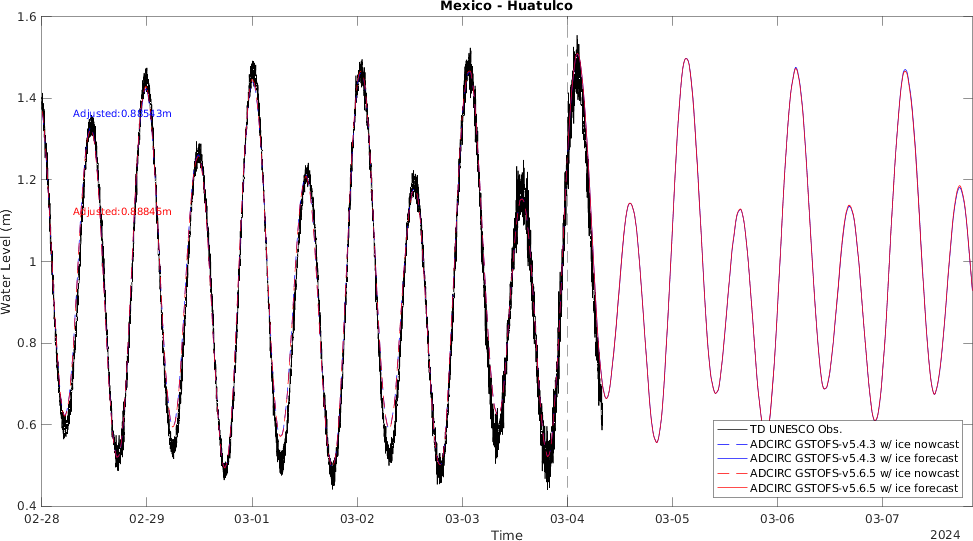 Mexico - Huatulco
1.6
1.4
1.2
1
0.8
0.6
0.4
Water Level (m)
Adjusted:0.88543m
Adjusted:0.88846m
TD UNESCO Obs.
ADCIRC GSTOFS-v5.4.3 w/ ice nowcast
ADCIRC GSTOFS-v5.4.3 w/ ice forecast
ADCIRC GSTOFS-v5.6.5 w/ ice nowcast
ADCIRC GSTOFS-v5.6.5 w/ ice forecast
02-28
02-29
03-01
03-02
03-03
03-04
03-05
03-06
03-07
Time
2024